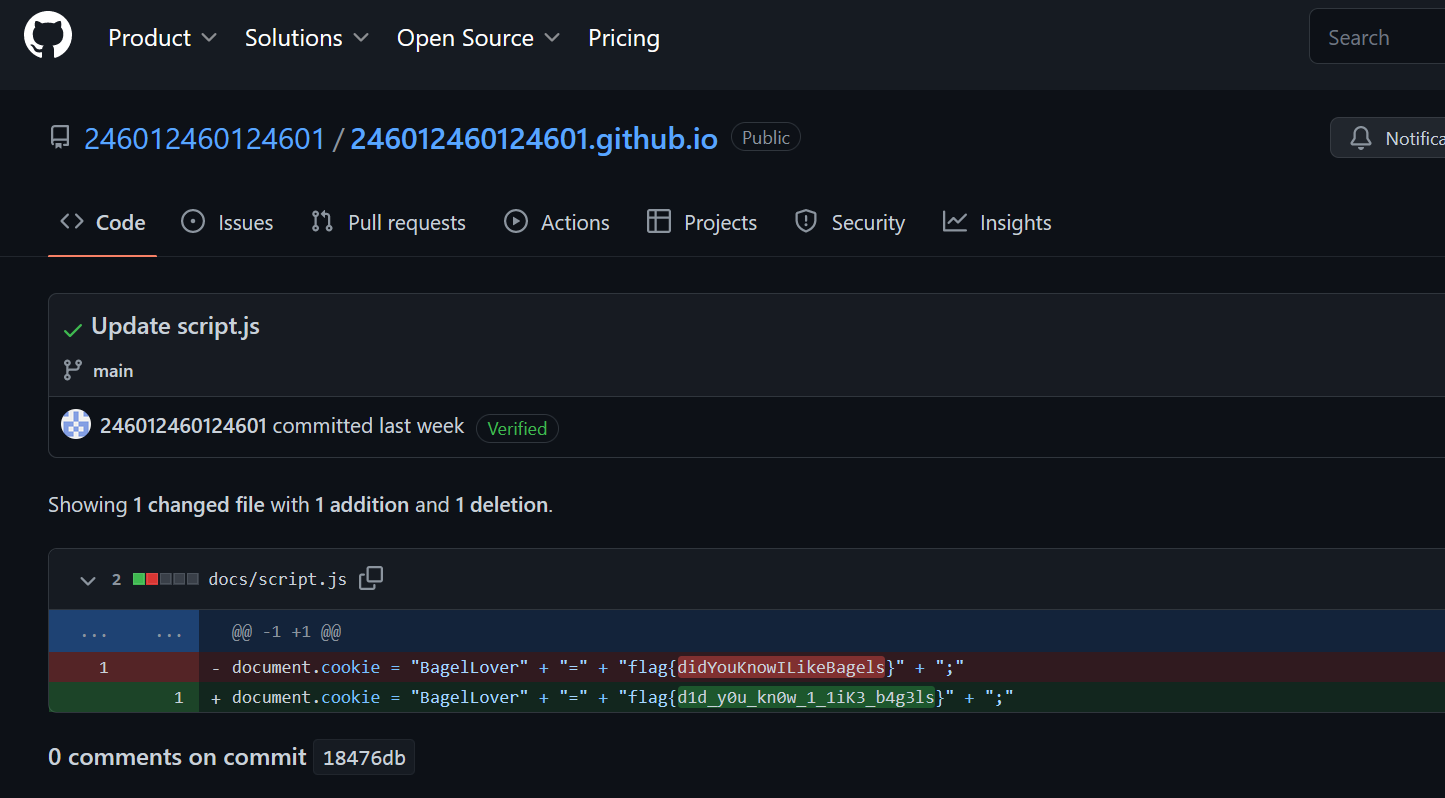 Product Solutions Open Source Pricing Search
246012460124601 / 246012460124601.github.io Public Notifica
Code Issues Pull requests Actions Projects Security Insights
Update script.js
main
246012460124601 committed last week Verified
Showing 1 changed file with 1 addition and 1 deletion.
2 docs/script.js
... ... @@ -1 +1 @@
1 - document.cookie = "BagelLover" + "=" + "flag{didYouKnowILikeBagels}" + ";"
1 + document.cookie = "BagelLover" + "=" + "flag{d1d_y0u_kn0w_1_1iK3_b4g3ls}" + ";"
0 comments on commit 18476db